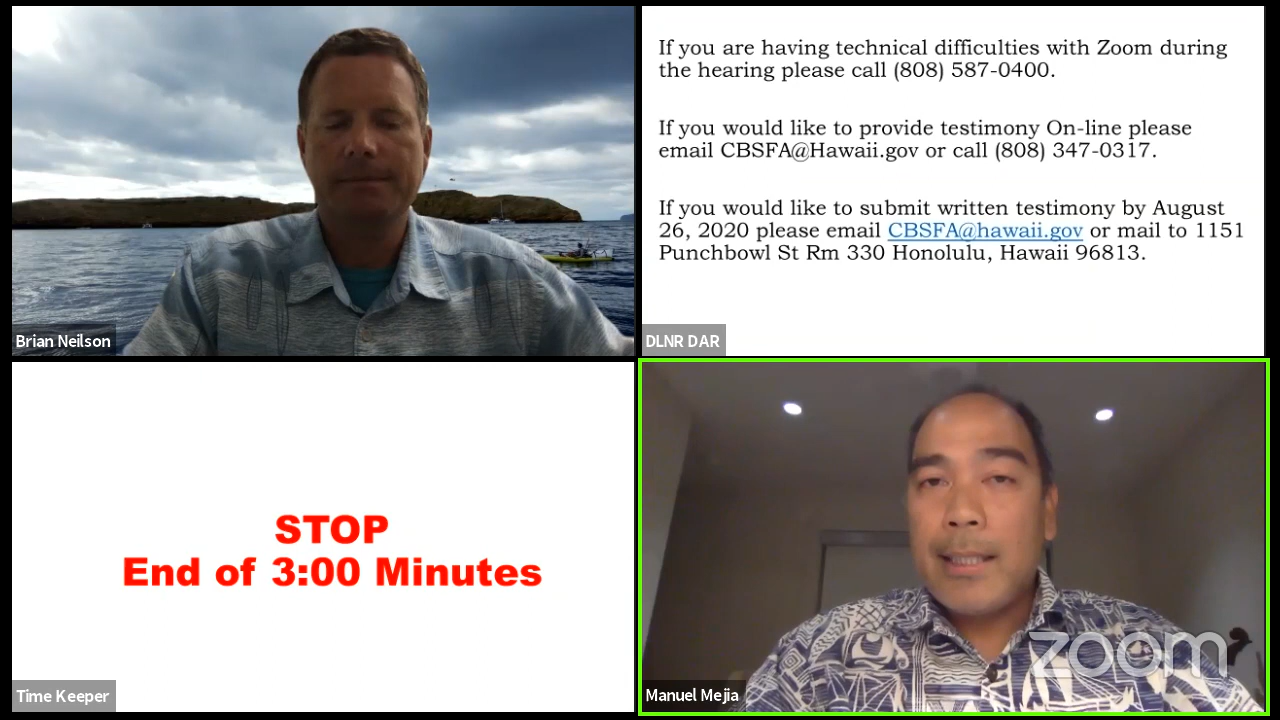 If you are having technical difficulties with Zoom during
the hearing please call (808) 587-0400.
If you would like to provide testimony On-line please
email CBSFA@Hawaii.gov or call (808) 347-0317.
If you would like to submit written testimony by August
26, 2020 please email CBSFA@hawaii.gov or mail to 1151
Punchbowl St Rm 330 Honolulu, Hawaii 96813.
Brian Neilson
DLNR DAR
STOP
End of 3:00 Minutes
zoom
Time Keeper
Manuel Mejia